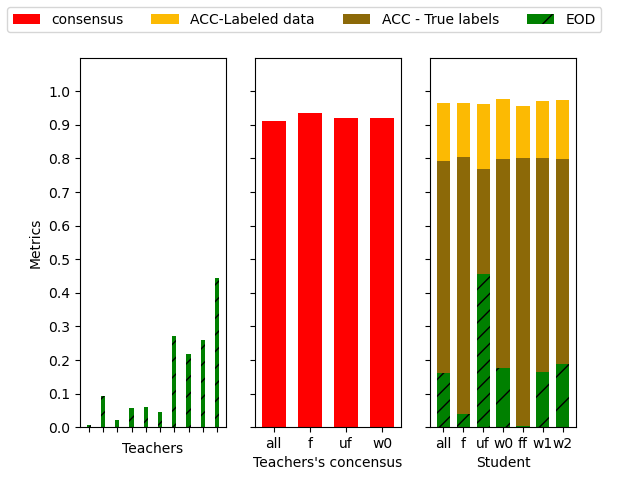 consensus ACC-Labeled data ACC - True labels EOD
Metrics
1.0
0.9
0.8
0.7
0.6
0.5
0.4
0.3
0.2
0.1
0.0
all f uf w0
all f uf w0 ff w1 w2
Teachers
Teachers's concensus
Student